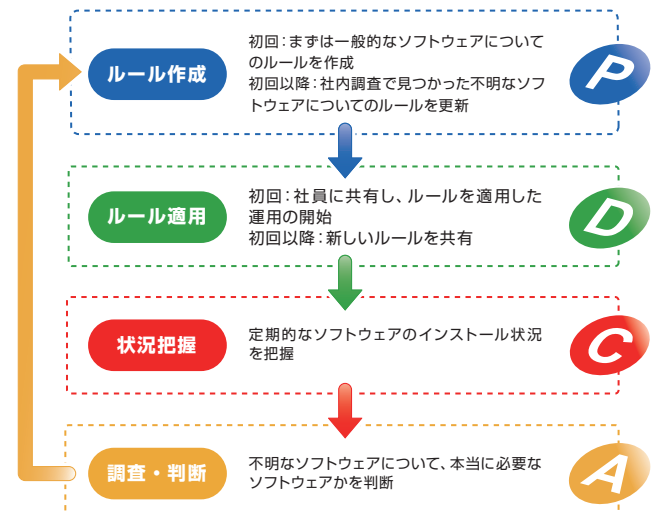 ルール作成
初回：まずは一般的なソフトウェアについて
のルールを作成
初回以降：社内調査で見つかった不明なソフ
トウェアについてのルールを更新
P
ルール適用
初回：社員に共有し、ルールを適用した
運用の開始
初回以降：新しいルールを共有
D
状況把握
定期的なソフトウェアのインストール状況
を把握
C
調査・判断
不明なソフトウェアについて、本当に必要な
ソフトウェアかを判断
A